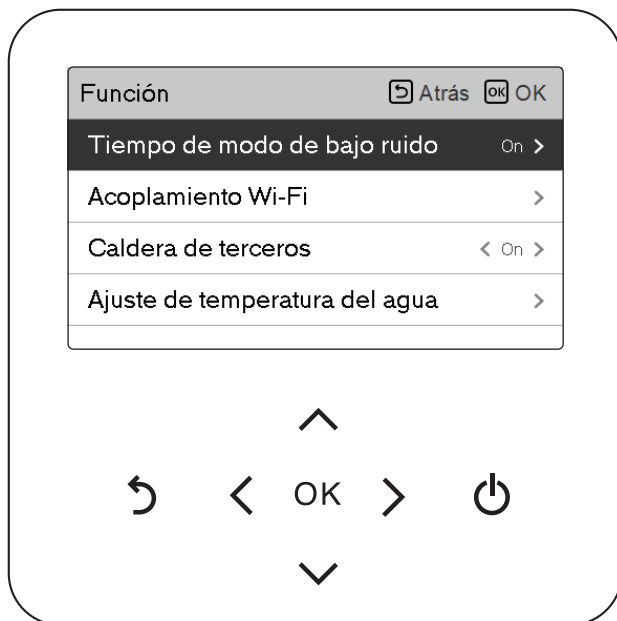 Función Atrás OK OK
Tiempo de modo de bajo ruido On
Acoplamiento Wi-Fi
Caldera de terceros On
Ajuste de temperatura del agua
OK